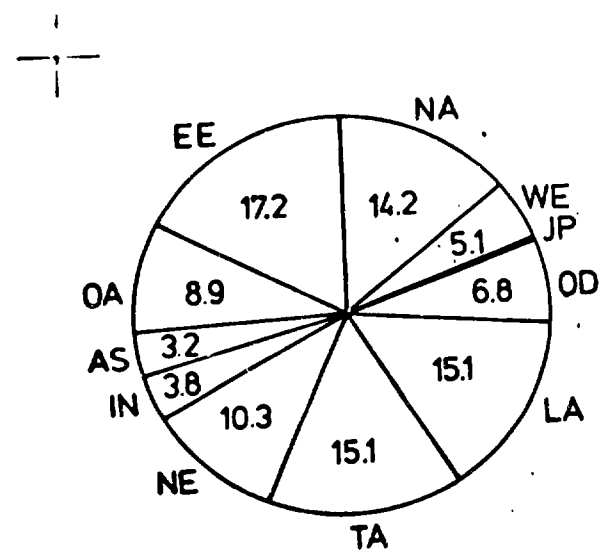 NA
EE
WE
17.2
14.2
JP
5.1
OD
6.8
OA
8.9
AS
3.2
15.1
IN
3.8
LA
10.3
15.1
NE
TA